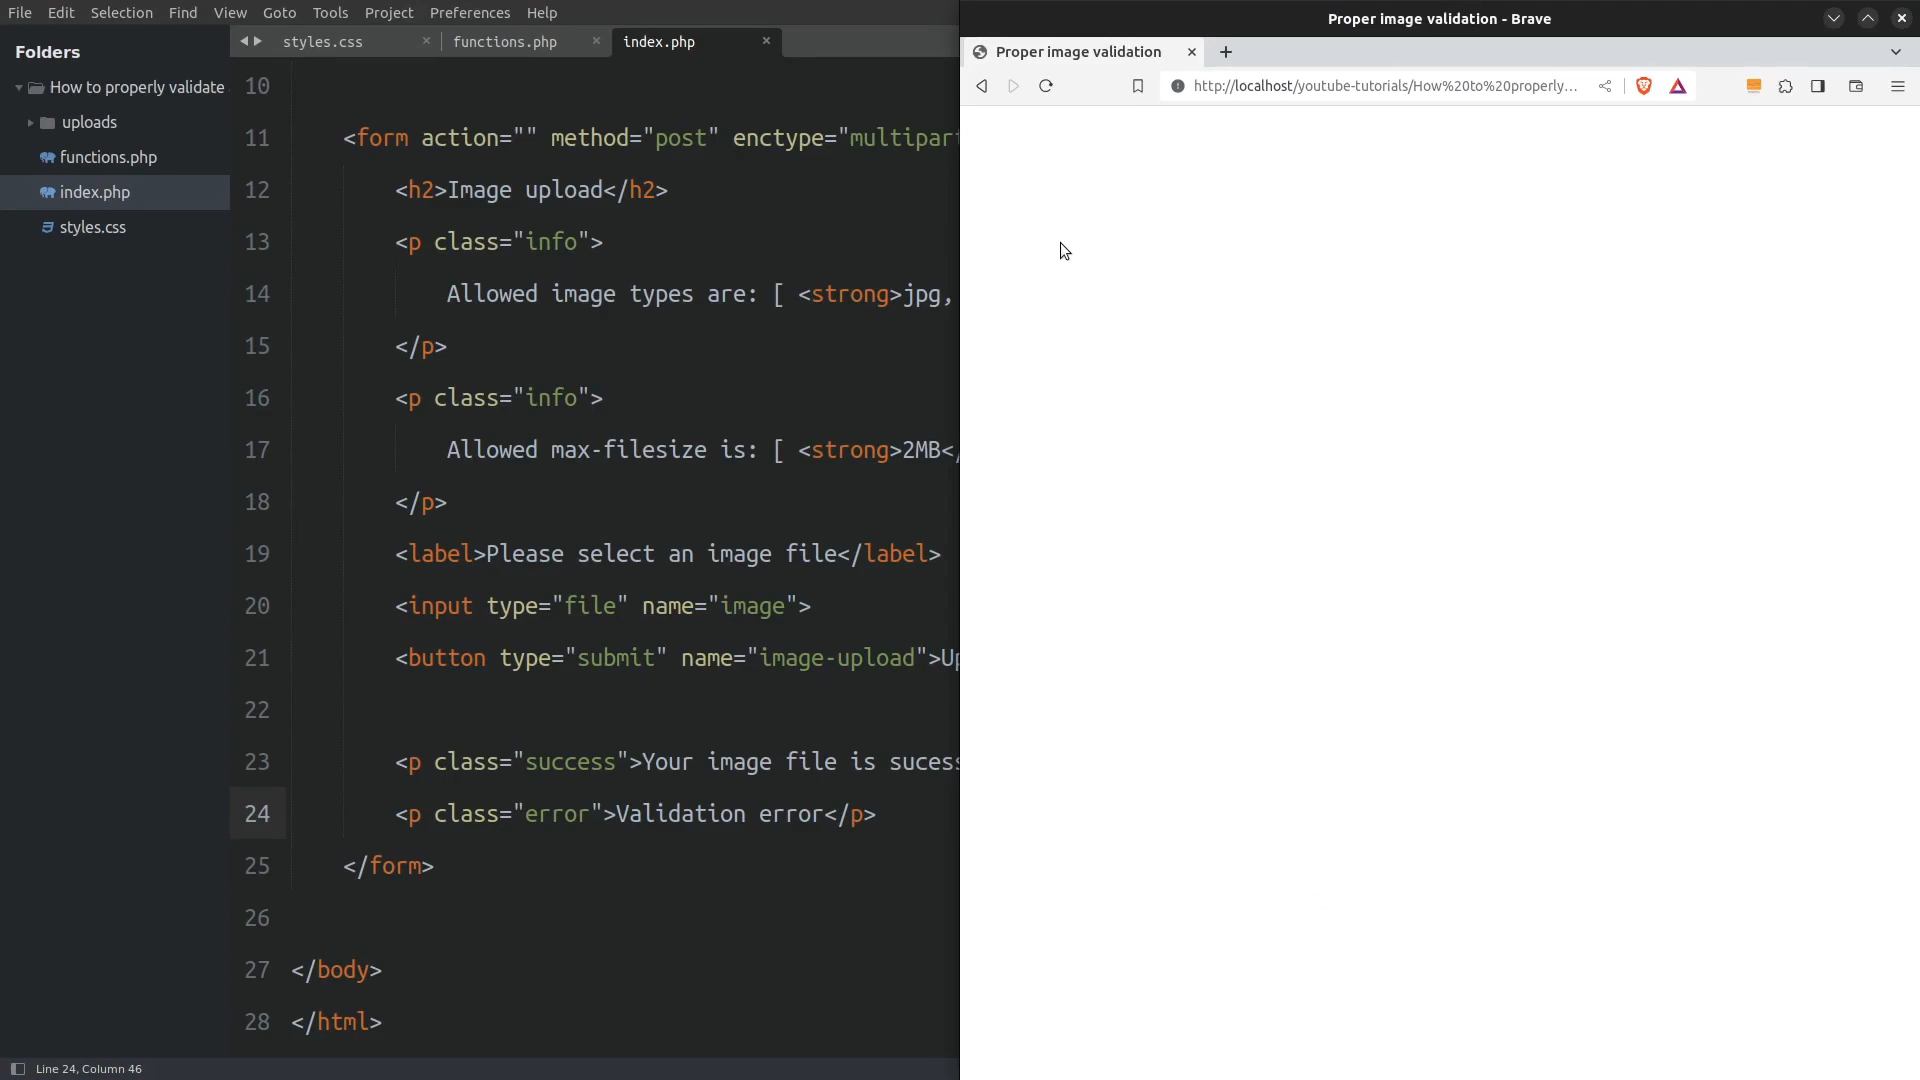 File Edit Selection Find View Goto Tools Project Preferences Help
Proper image validation - Brave
Folders
How to properly validate
uploads
functions.php
index.php
styles.css
styles.css functions.php index.php
Proper image validation
http://localhost/youtube-tutorials/How%20to%20properly...
10
11 <form action="" method="post" enctype="multipart
12 <h2>Image upload</h2>
13 <p class="info">
14 Allowed image types are: [ <strong>jpg,
15 </p>
16 <p class="info">
17 Allowed max-filesize is: [ <strong>2MB</
18 </p>
19 <label>Please select an image file</label>
20 <input type="file" name="image">
21 <button type="submit" name="image-upload">Up
22
23 <p class="success">Your image file is sucess
24 <p class="error">Validation error</p>
25 </form>
26
27 </body>
28 </html>
Line 24, Column 46